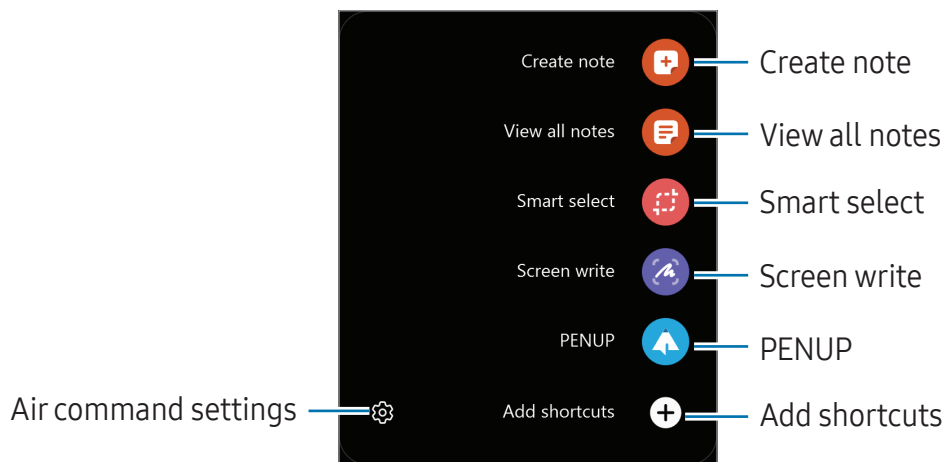 Create note
Create note
View all notes
View all notes
Smart select
Smart select
Screen write
Screen write
PENUP
PENUP
Air command settings
Add shortcuts
Add shortcuts